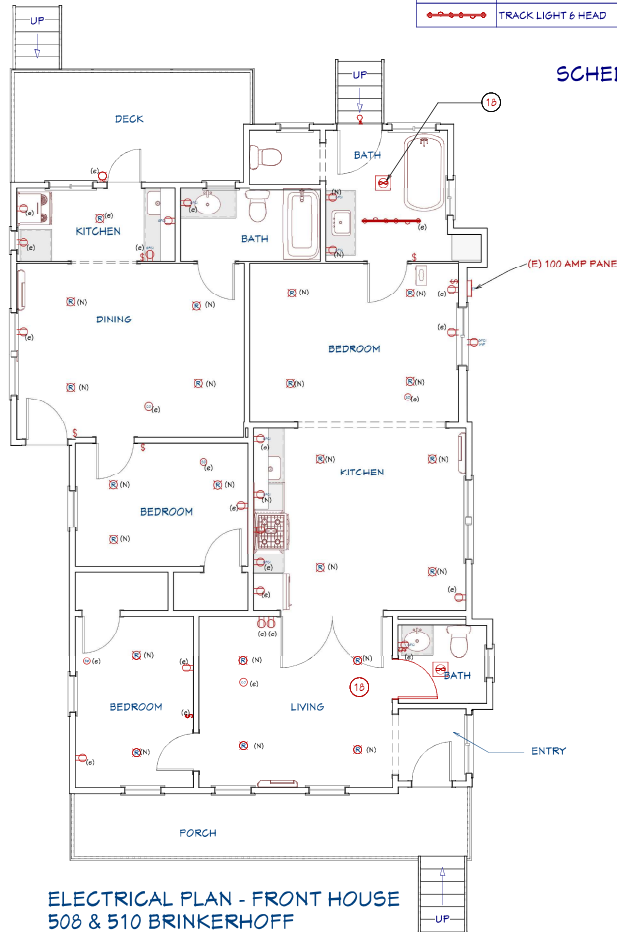 UP
TRACK LIGHT & HEAD
UP
SCHE
18
DECK
BATH
(e)
(N)
(e)
(e)
KITCHEN
(e)
BATH
(e)
(e)
(N)
$
$
(E) 100 AMP PANE
(N)
(N)
(N)
(N)
DINING
(e)
BEDROOM
(e)
(N)
(N)
(N)
(N)
(e)
(e)
$
$
(e)
(N)
(N)
KITCHEN
(e)
(N)
(N)
(N)
(e)
BEDROOM
(N)
(e)
(N)
(N)
(e)
(e)
(e)
(e)
(N)
(N)
(N)
(e)
(e)
(e)
BATH
18
BEDROOM
LIVING
(e)
(N)
(N)
(N)
(e)
ENTRY
PORCH
ELECTRICAL PLAN - FRONT HOUSE
508 & 510 BRINKERHOFF
UP